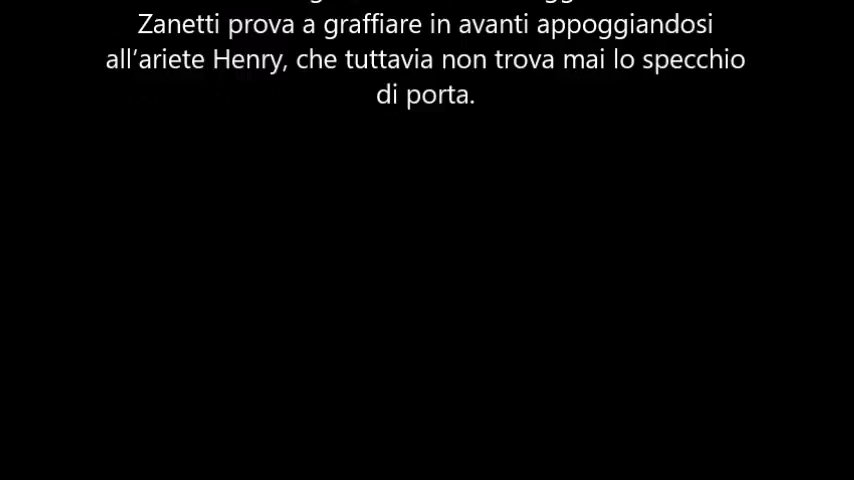 Zanetti prova a graffiare in avanti appoggiandosi
all’ariete Henry, che tuttavia non trova mai lo specchio
di porta.